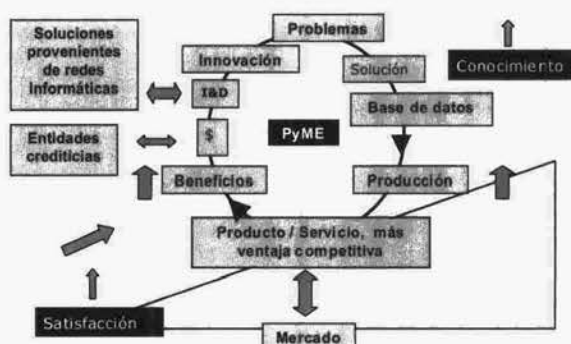 Problemas
Soluciones
provenientes
de redes
informáticas
Innovación
Solución
Conocimiento
I&D
Base de datos
Entidades
crediticias
$
PyME
Beneficios
Producción
Producto / Servicio, más
ventaja competitiva
Satisfacción
Mercado